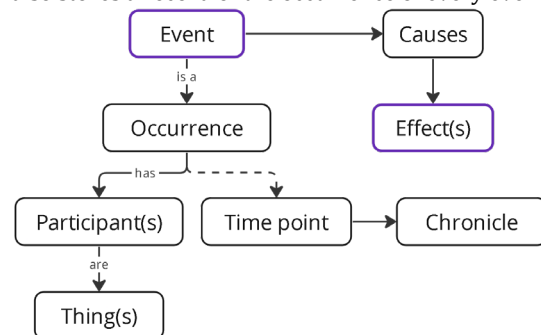 Event
Causes
is a
Occurrence
Effect(s)
has
Participant(s)
Time point
Chronicle
are
Thing(s)